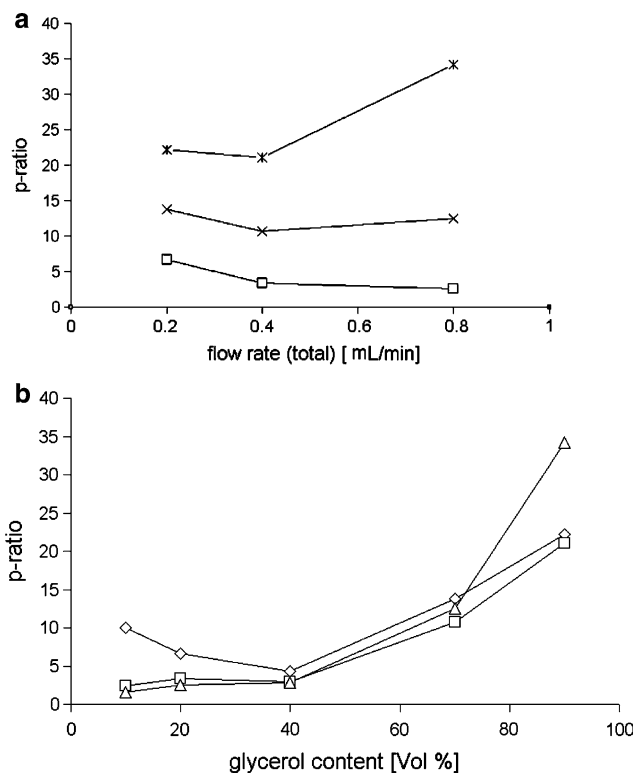 a
40
35
30
25
20
15
10
5
0
p-ratio
0 0.2 0.4 0.6 0.8 1
flow rate (total) [ mL/min]
b
40
35
30
25
20
15
10
5
0
p-ratio
0 20 40 60 80 100
glycerol content [Vol %]